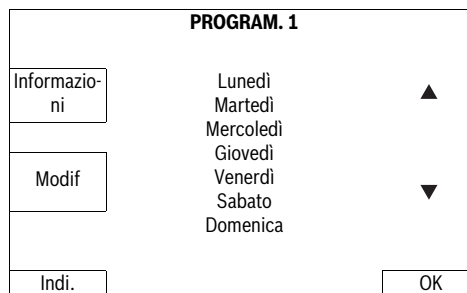 PROGRAM. 1
Informazio-
ni
Lunedì
Martedì
Mercoledì
Giovedì
Venerdì
Sabato
Domenica
▲
Modif
▼
Indi.
OK